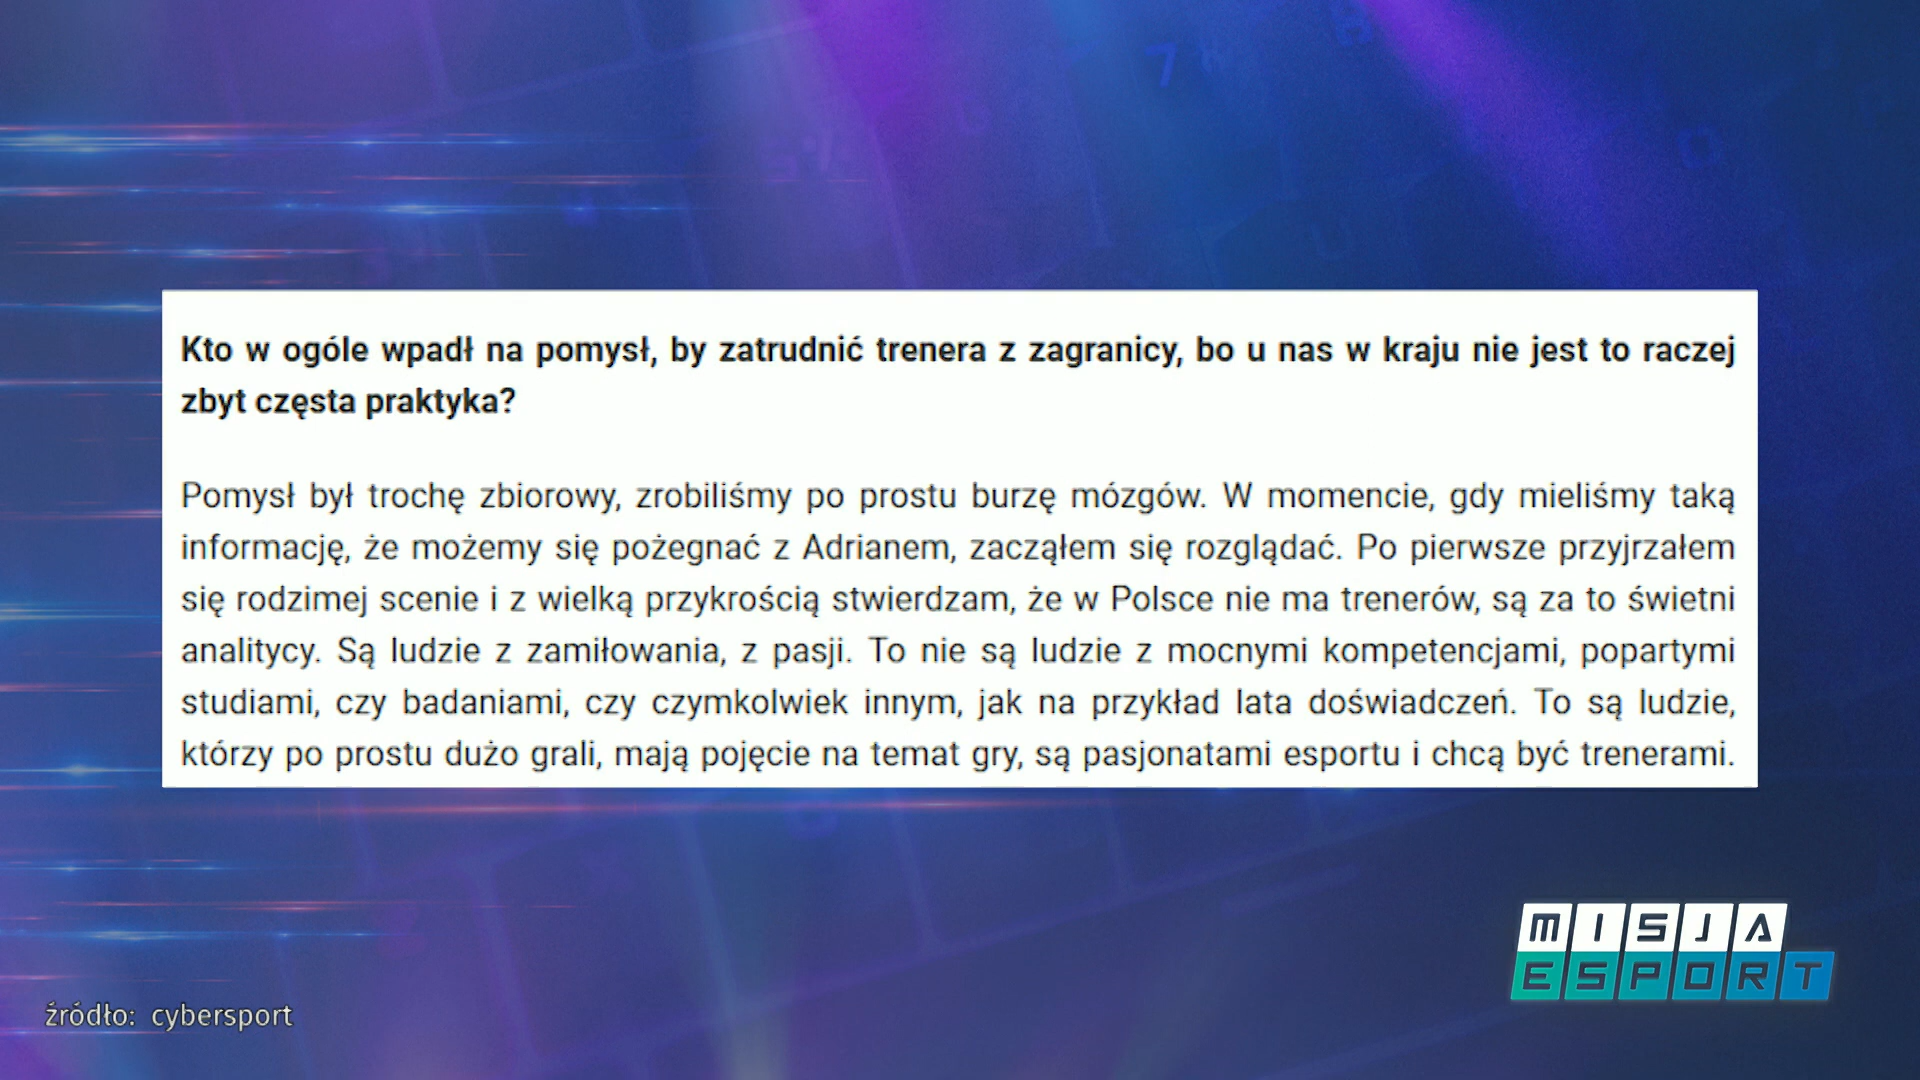 Kto w ogóle wpadł na pomysł, by zatrudnić trenera z zagranicy, bo u nas w kraju nie jest to raczej
zbyt częsta praktyka?
Pomysł był trochę zbiorowy, zrobiliśmy po prostu burzę mózgów. W momencie, gdy mieliśmy taką
informację, że możemy się pożegnać z Adrianem, zacząłem się rozglądać. Po pierwsze przyjrzałem
się rodzimej scenie i z wielką przykrością stwierdzam, że w Polsce nie ma trenerów, są za to świetni
analitycy. Są ludzie z zamiłowania, z pasji. To nie są ludzie z mocnymi kompetencjami, popartymi
studiami, czy badaniami, czy czymkolwiek innym, jak na przykład lata doświadczeń. To są ludzie,
którzy po prostu dużo grali, mają pojęcie na temat gry, są pasjonatami esportu i chcą być trenerami.
MISJA
ESPORT
źródło: cybersport